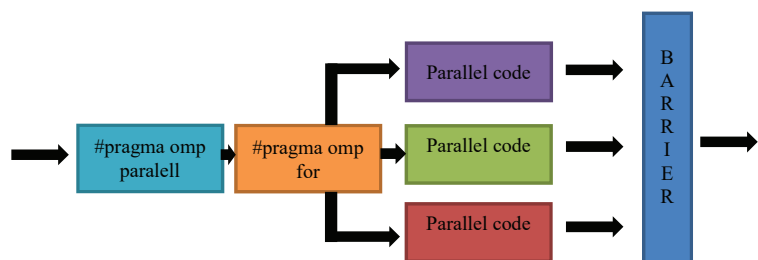 #pragma omp
paralell
#pragma omp
for
Parallel code
Parallel code
Parallel code
B
A
R
R
I
E
R